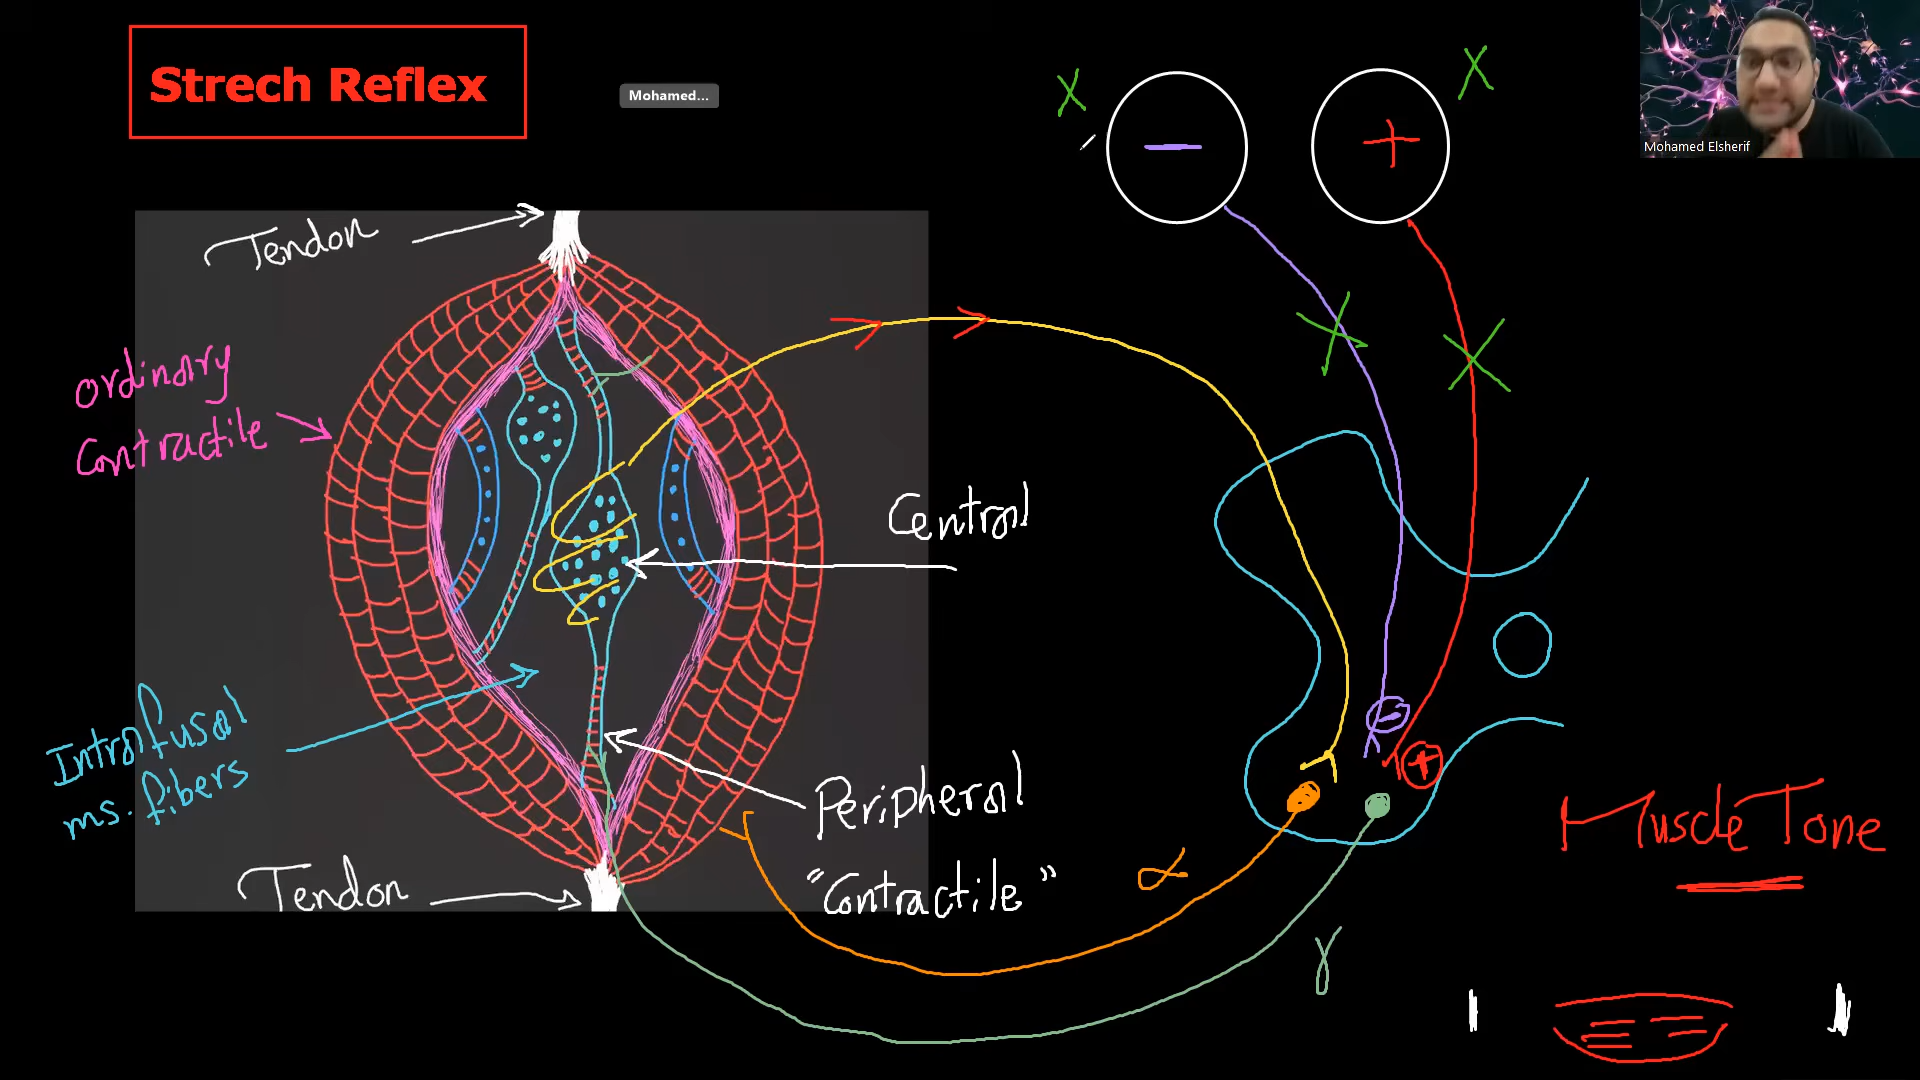 Strech Reflex
Mohamed...
Mohamed Elsherif
− +
X X
Tendon
ordinary
Contractile
X X
Central
Intrafusal
ms. fibers
−
+
Peripheral
"Contractile"
Muscle Tone
Tendon
α
γ